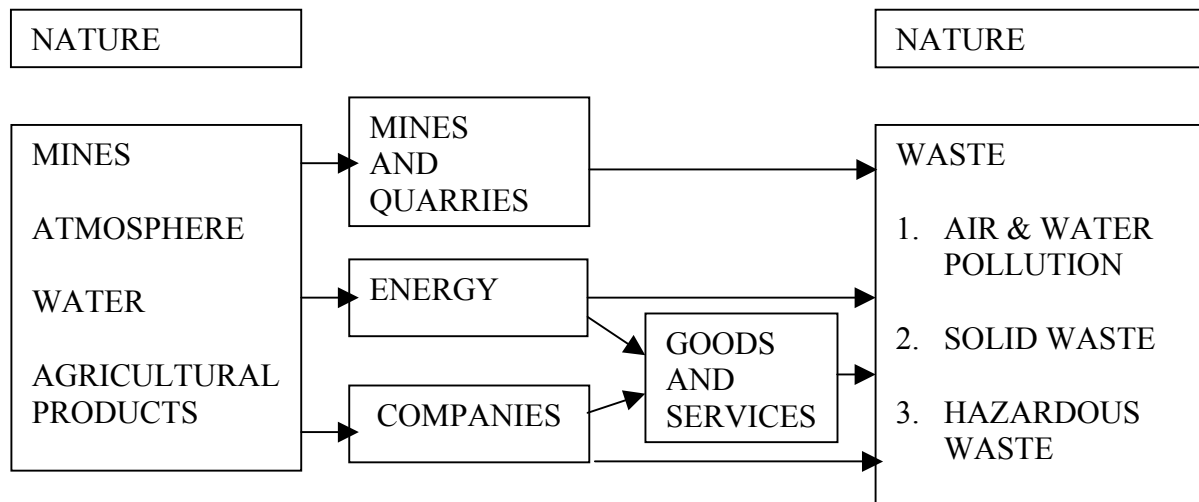 NATURE
NATURE
MINES
ATMOSPHERE
WATER
AGRICULTURAL
PRODUCTS
MINES
AND
QUARRIES
ENERGY
COMPANIES
GOODS
AND
SERVICES
WASTE
1. AIR & WATER
POLLUTION
2. SOLID WASTE
3. HAZARDOUS
WASTE